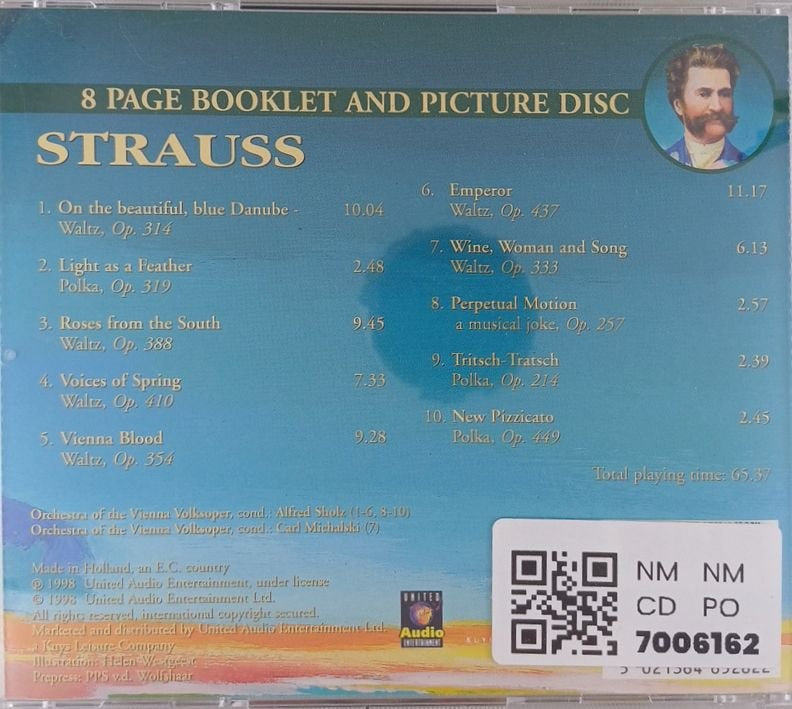 8 PAGE BOOKLET AND PICTURE DISC
STRAUSS
1. On the beautiful, blue Danube - 10.04
Waltz, Op. 314
2. Light as a Feather 2.48
Polka, Op. 319
3. Roses from the South 9.45
Waltz, Op. 388
4. Voices of Spring 7.33
Waltz, Op. 410
5. Vienna Blood 9.28
Waltz, Op. 354
6. Emperor 11.17
Waltz, Op. 437
7. Wine, Woman and Song 6.13
Waltz, Op. 333
8. Perpetual Motion 2.57
a musical joke, Op. 257
9. Tritsch-Tratsch 2.39
Polka, Op. 214
10. New Pizzicato 2.45
Polka, Op. 449
Total playing time: 65.37
Orchestra of the Vienna Volksoper, cond.: Alfred Sholz (1-6, 8-10)
Orchestra of the Vienna Volksoper, cond.: Carl Michalski (7)
Made in Holland, an E.C. country
℗ 1998 United Audio Entertainment, under license
© 1998 United Audio Entertainment Ltd.
All rights reserved, international copyright secured.
Marketed and distributed by United Audio Entertainment Ltd.
a Kays Leisure Company
Illustration: Helen Westgeest
Prepress: PPS v.d. Wolfshaar
UNITED
Audio
ENTERTAINMENT
NM NM
CD PO
7006162